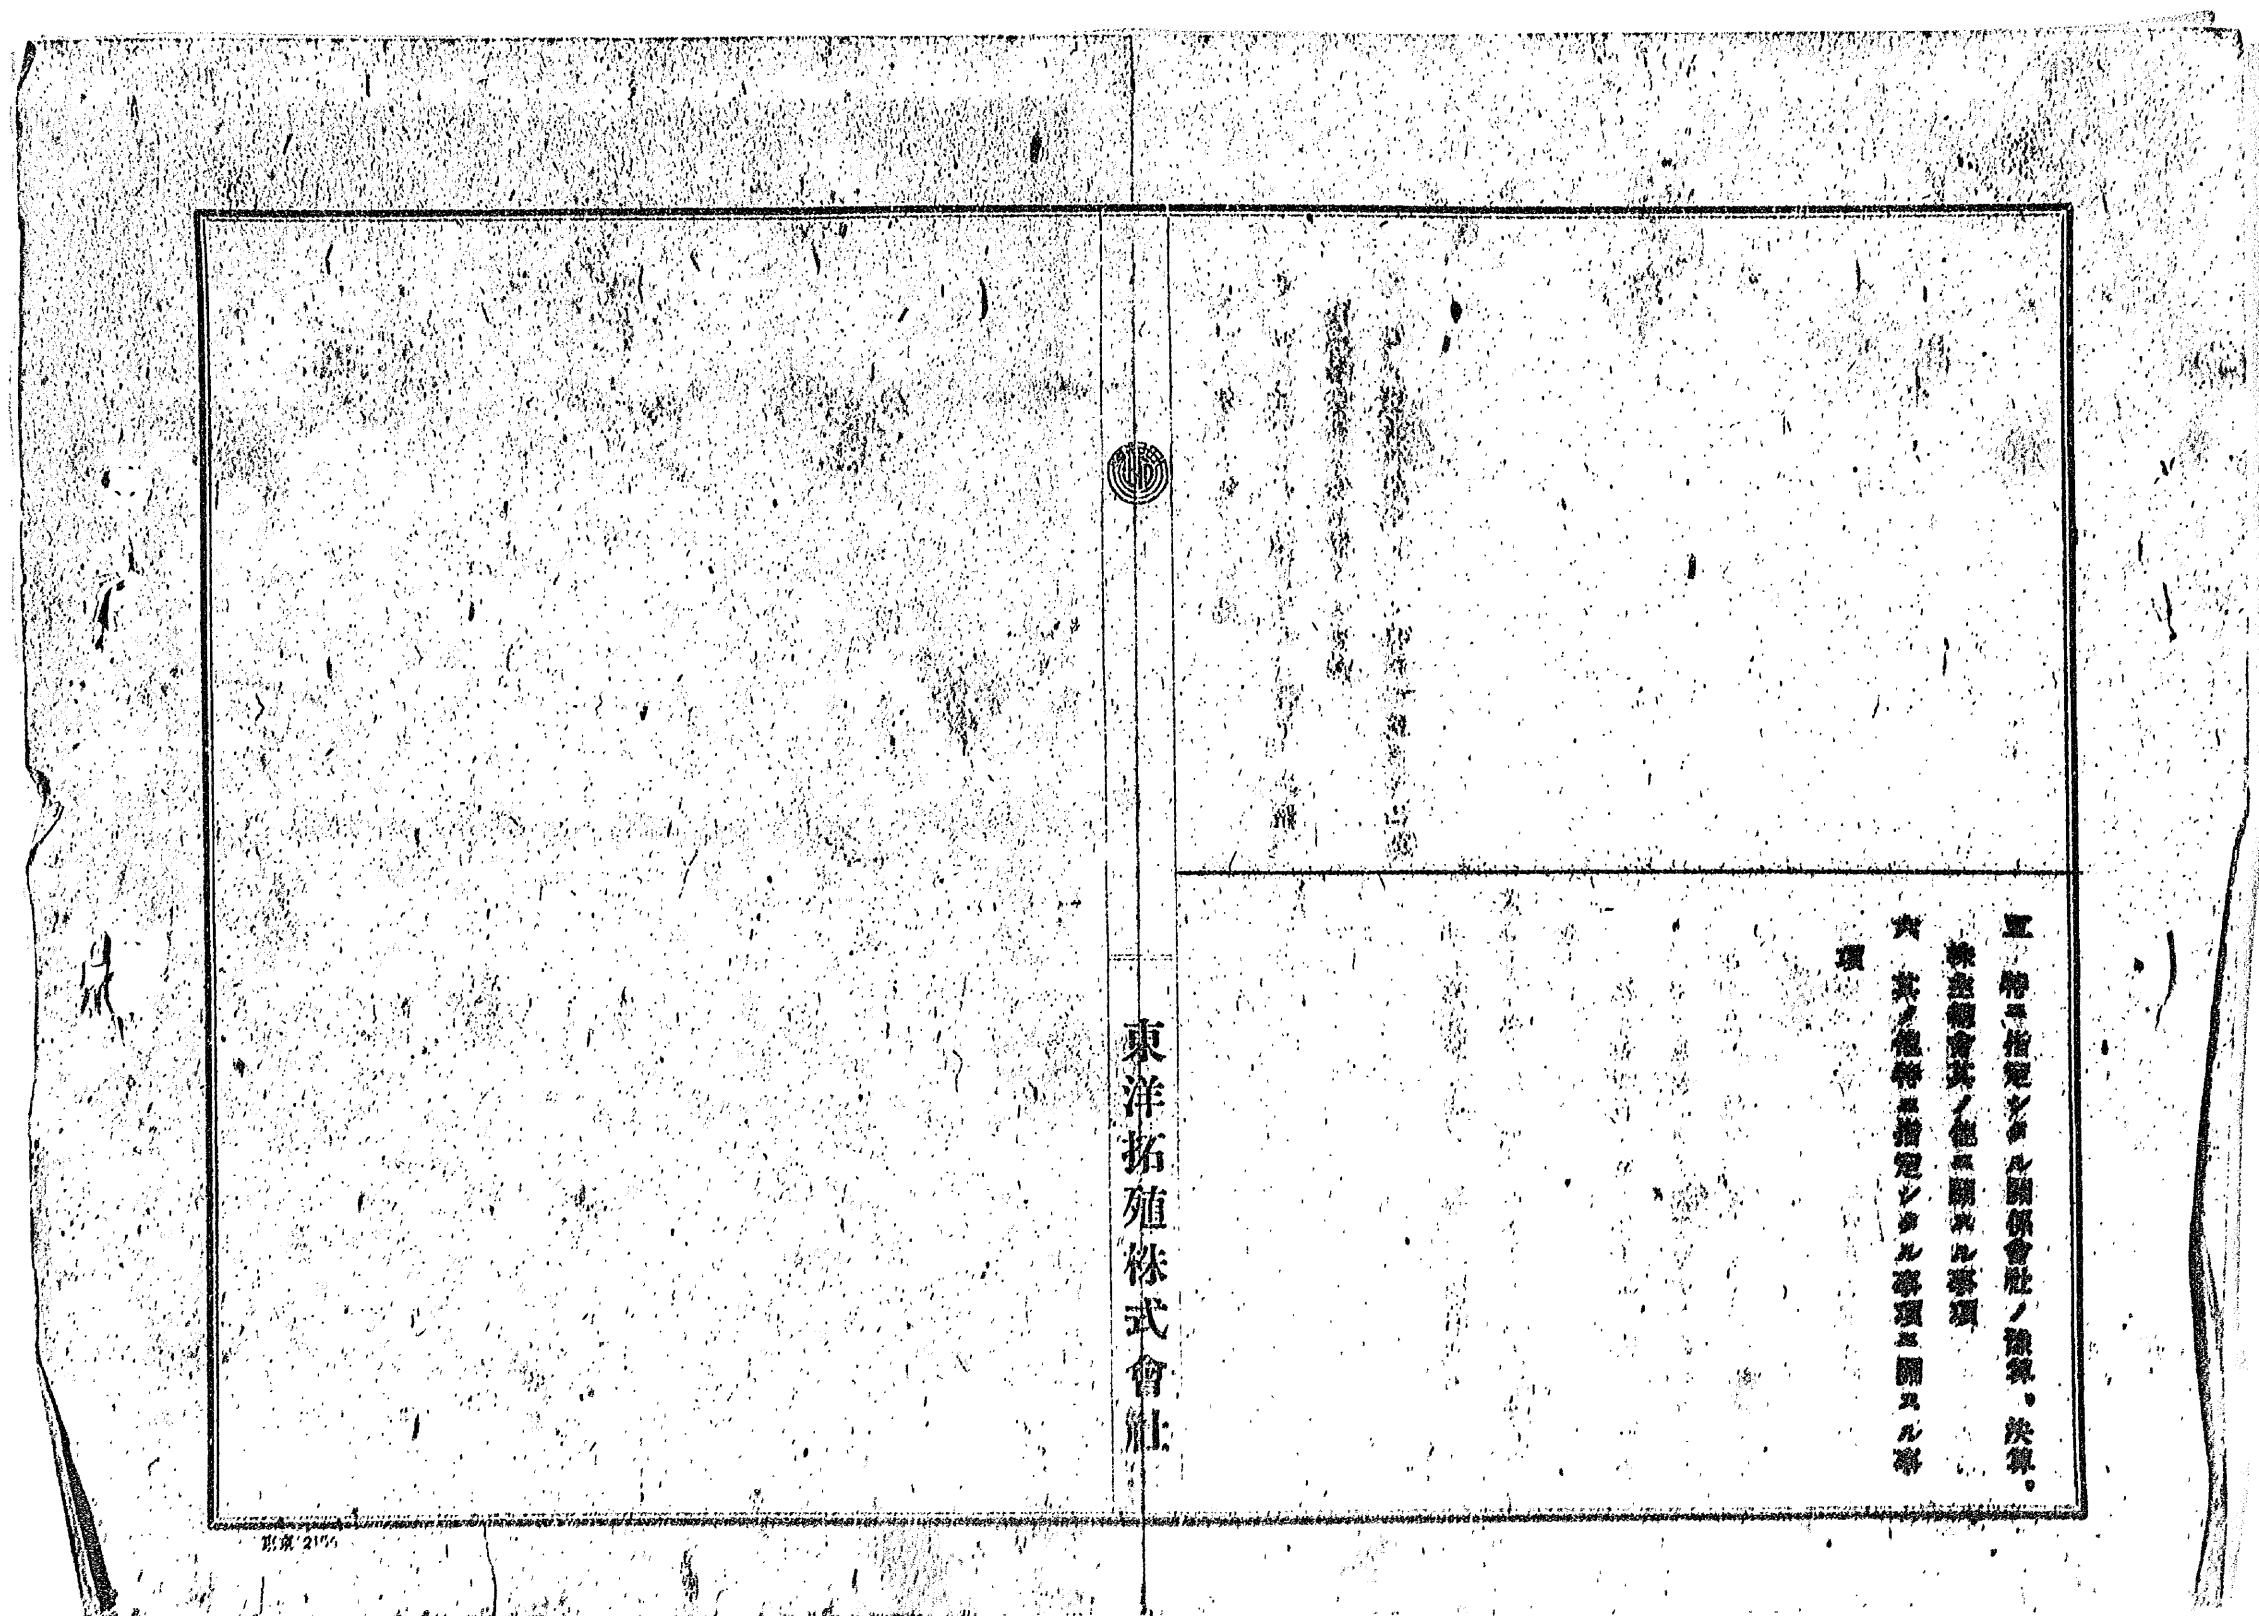 五 特ニ指定シタル關係會社ノ豫算、決算、
株主總會其ノ他ニ關スル事項
六 其ノ他特ニ指定シタル事項ニ關スル事
項
東洋拓殖株式會社